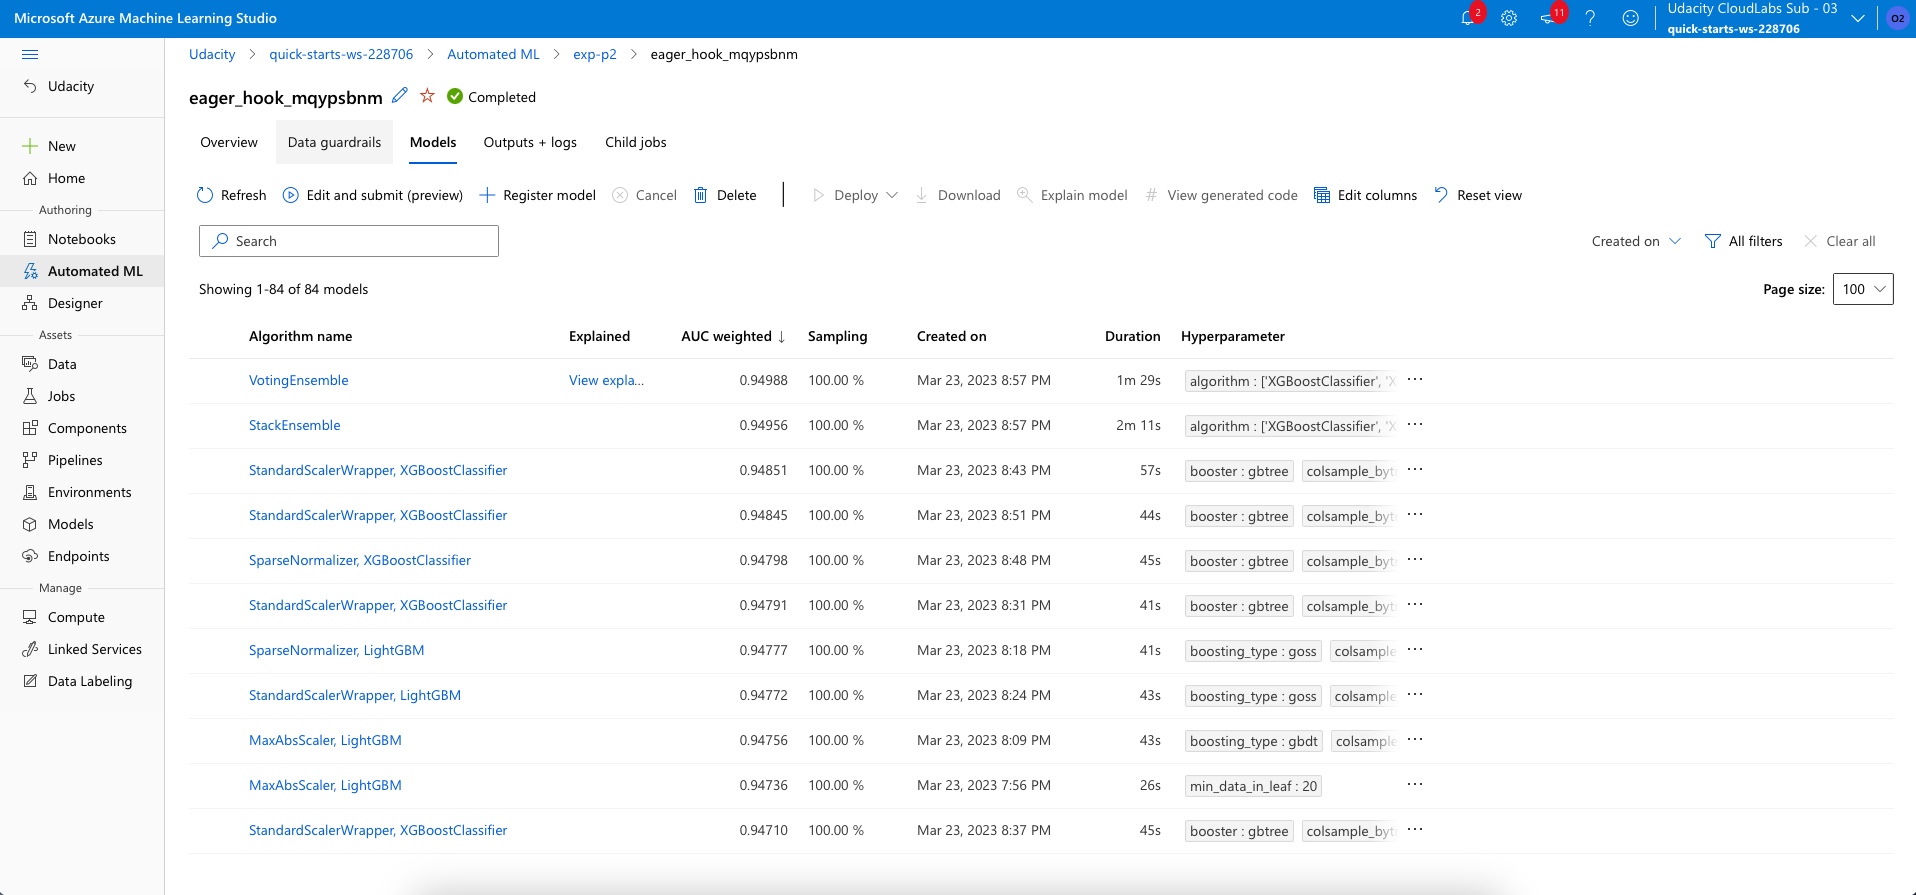 Microsoft Azure Machine Learning Studio
2
11
Udacity CloudLabs Sub - 03
quick-starts-ws-228706
O2
Udacity
New
Home
Authoring
Notebooks
Automated ML
Designer
Assets
Data
Jobs
Components
Pipelines
Environments
Models
Endpoints
Manage
Compute
Linked Services
Data Labeling
Udacity > quick-starts-ws-228706 > Automated ML > exp-p2 > eager_hook_mqypsbnm
eager_hook_mqypsbnm Completed
Overview Data guardrails Models Outputs + logs Child jobs
Refresh Edit and submit (preview) Register model Cancel Delete Deploy Download Explain model # View generated code Edit columns Reset view
Search
Created on All filters Clear all
Showing 1-84 of 84 models
Page size: 100
Algorithm name Explained AUC weighted ↓ Sampling Created on Duration Hyperparameter
VotingEnsemble View expla... 0.94988 100.00 % Mar 23, 2023 8:57 PM 1m 29s algorithm : ['XGBoostClassifier', 'X ...
StackEnsemble 0.94956 100.00 % Mar 23, 2023 8:57 PM 2m 11s algorithm : ['XGBoostClassifier', 'X ...
StandardScalerWrapper, XGBoostClassifier 0.94851 100.00 % Mar 23, 2023 8:43 PM 57s booster : gbtree colsample_byt ...
StandardScalerWrapper, XGBoostClassifier 0.94845 100.00 % Mar 23, 2023 8:51 PM 44s booster : gbtree colsample_byt ...
SparseNormalizer, XGBoostClassifier 0.94798 100.00 % Mar 23, 2023 8:48 PM 45s booster : gbtree colsample_byt ...
StandardScalerWrapper, XGBoostClassifier 0.94791 100.00 % Mar 23, 2023 8:31 PM 41s booster : gbtree colsample_byt ...
SparseNormalizer, LightGBM 0.94777 100.00 % Mar 23, 2023 8:18 PM 41s boosting_type : goss colsample ...
StandardScalerWrapper, LightGBM 0.94772 100.00 % Mar 23, 2023 8:24 PM 43s boosting_type : goss colsample ...
MaxAbsScaler, LightGBM 0.94756 100.00 % Mar 23, 2023 8:09 PM 43s boosting_type : gbdt colsample ...
MaxAbsScaler, LightGBM 0.94736 100.00 % Mar 23, 2023 7:56 PM 26s min_data_in_leaf : 20 ...
StandardScalerWrapper, XGBoostClassifier 0.94710 100.00 % Mar 23, 2023 8:37 PM 45s booster : gbtree colsample_byt ...